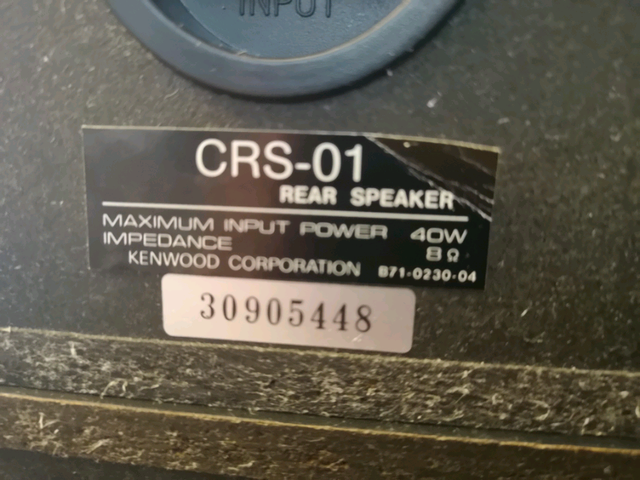 INPUT
CRS-01
REAR SPEAKER
MAXIMUM INPUT POWER 40W
IMPEDANCE 8Ω
KENWOOD CORPORATION B71-0230-04
30905448